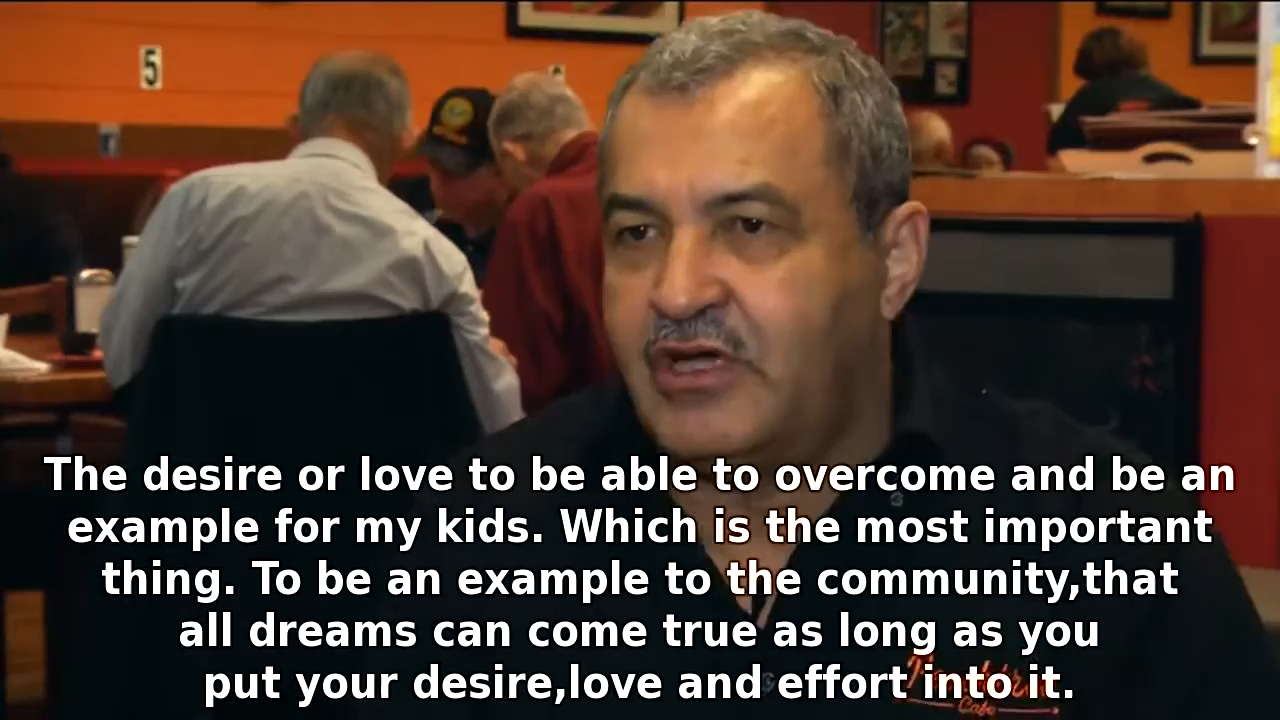 5
The desire or love to be able to overcome and be an
example for my kids. Which is the most important
thing. To be an example to the community,that
all dreams can come true as long as you
put your desire,love and effort into it.
Cafe